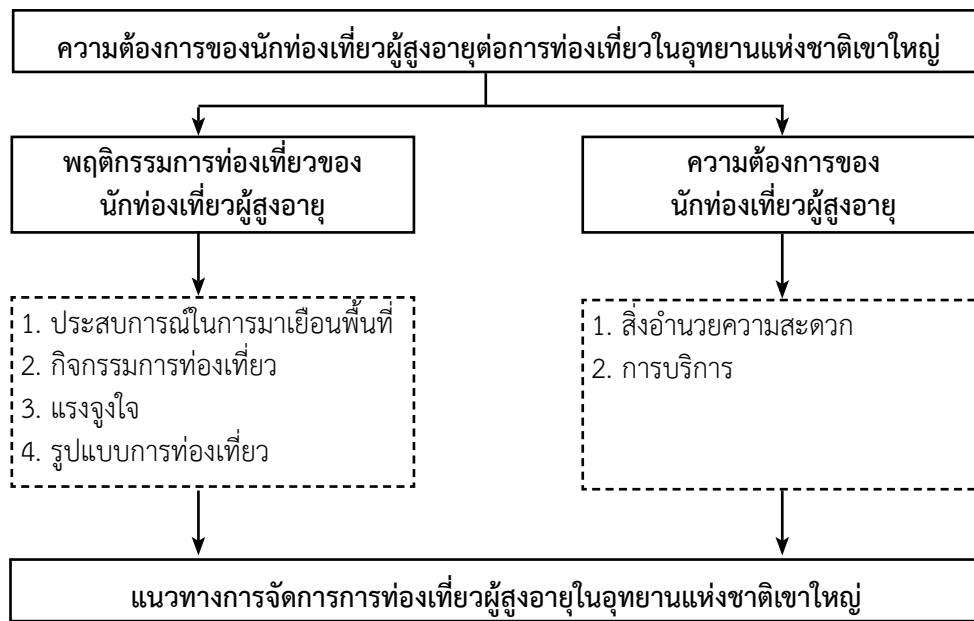 ความต้องการของนักท่องเที่ยวผู้สูงอายุต่อการท่องเที่ยวในอุทยานแห่งชาติเขาใหญ่
พฤติกรรมการท่องเที่ยวของ
นักท่องเที่ยวผู้สูงอายุ
ความต้องการของ
นักท่องเที่ยวผู้สูงอายุ
1. ประสบการณ์ในการมาเยือนพื้นที่
2. กิจกรรมการท่องเที่ยว
3. แรงจูงใจ
4. รูปแบบการท่องเที่ยว
1. สิ่งอำนวยความสะดวก
2. การบริการ
แนวทางการจัดการการท่องเที่ยวผู้สูงอายุในอุทยานแห่งชาติเขาใหญ่